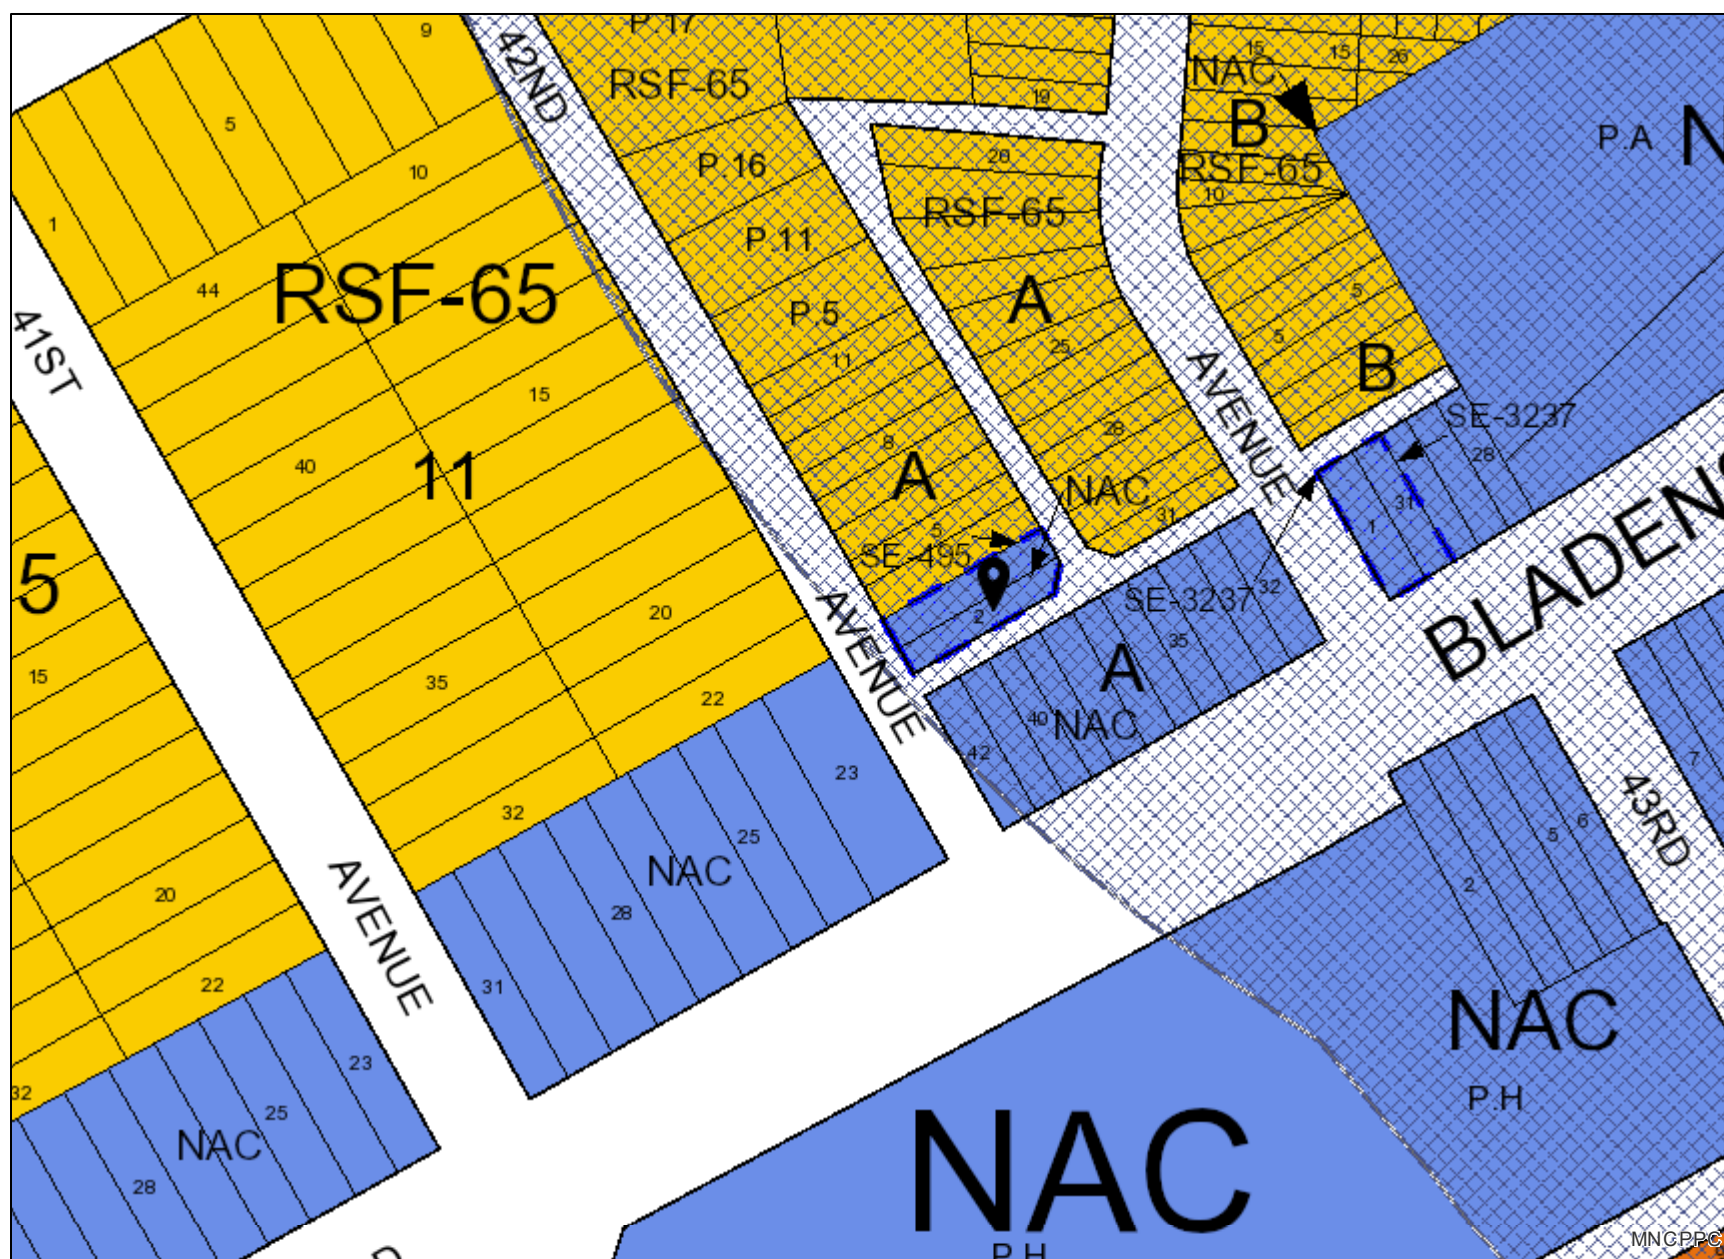 9
P.17
42ND
RSF-65
19
15
15
26
NAC
B
P.A
N
5
10
P.16
20
RSF-65
10
1
P.11
RSF-65
44
RSF-65
P.5
A
5
5
41ST
11
25
AVENUE
B
15
SE-3237
40
11
8
A
28
28
NAC
31
31
1
5
SE-495
BLADENS
5
2
SE-3237
32
20
AVENUE
35
15
35
A
22
40
NAC
42
7
23
43RD
32
25
NAC
5
6
2
28
AVENUE
20
31
22
NAC
23
32
P.H
25
NAC
NAC
28
P.H
MNCPPC